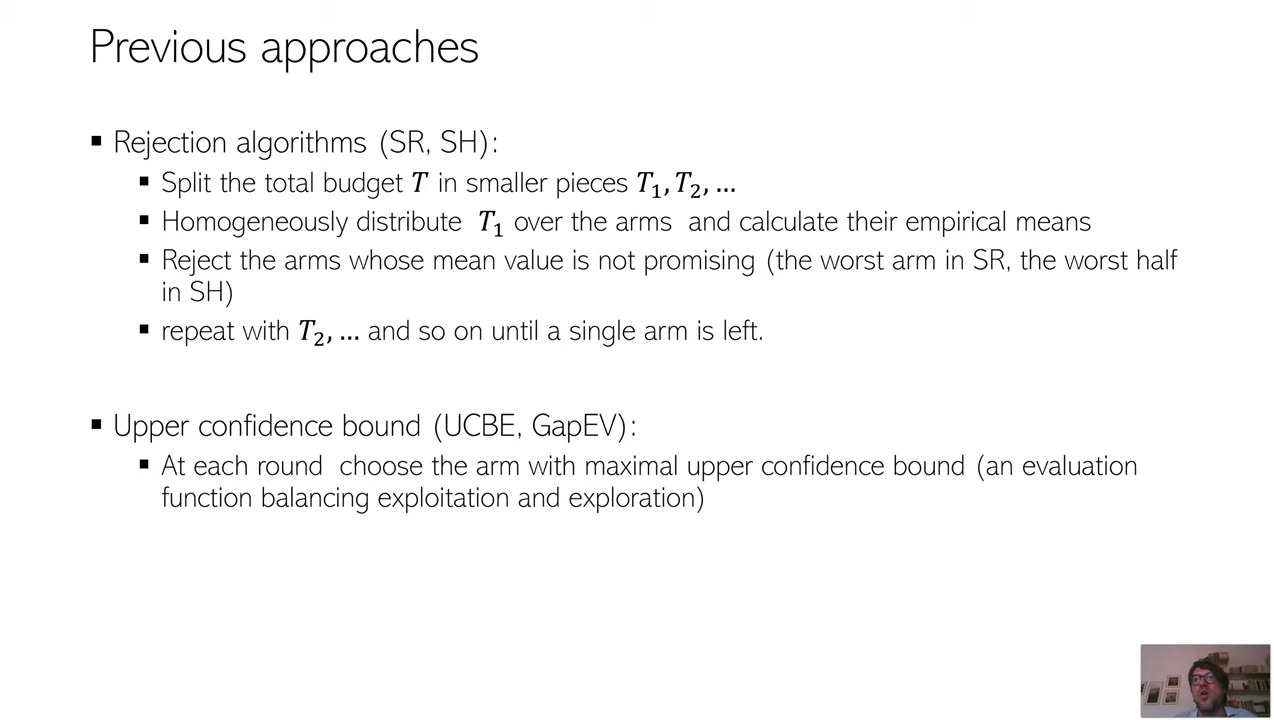 Previous approaches
▪ Rejection algorithms (SR, SH):
▪ Split the total budget T in smaller pieces T₁, T₂, …
▪ Homogeneously distribute T₁ over the arms and calculate their empirical means
▪ Reject the arms whose mean value is not promising (the worst arm in SR, the worst half
in SH)
▪ repeat with T₂, … and so on until a single arm is left.
▪ Upper confidence bound (UCBE, GapEV):
▪ At each round choose the arm with maximal upper confidence bound (an evaluation
function balancing exploitation and exploration)